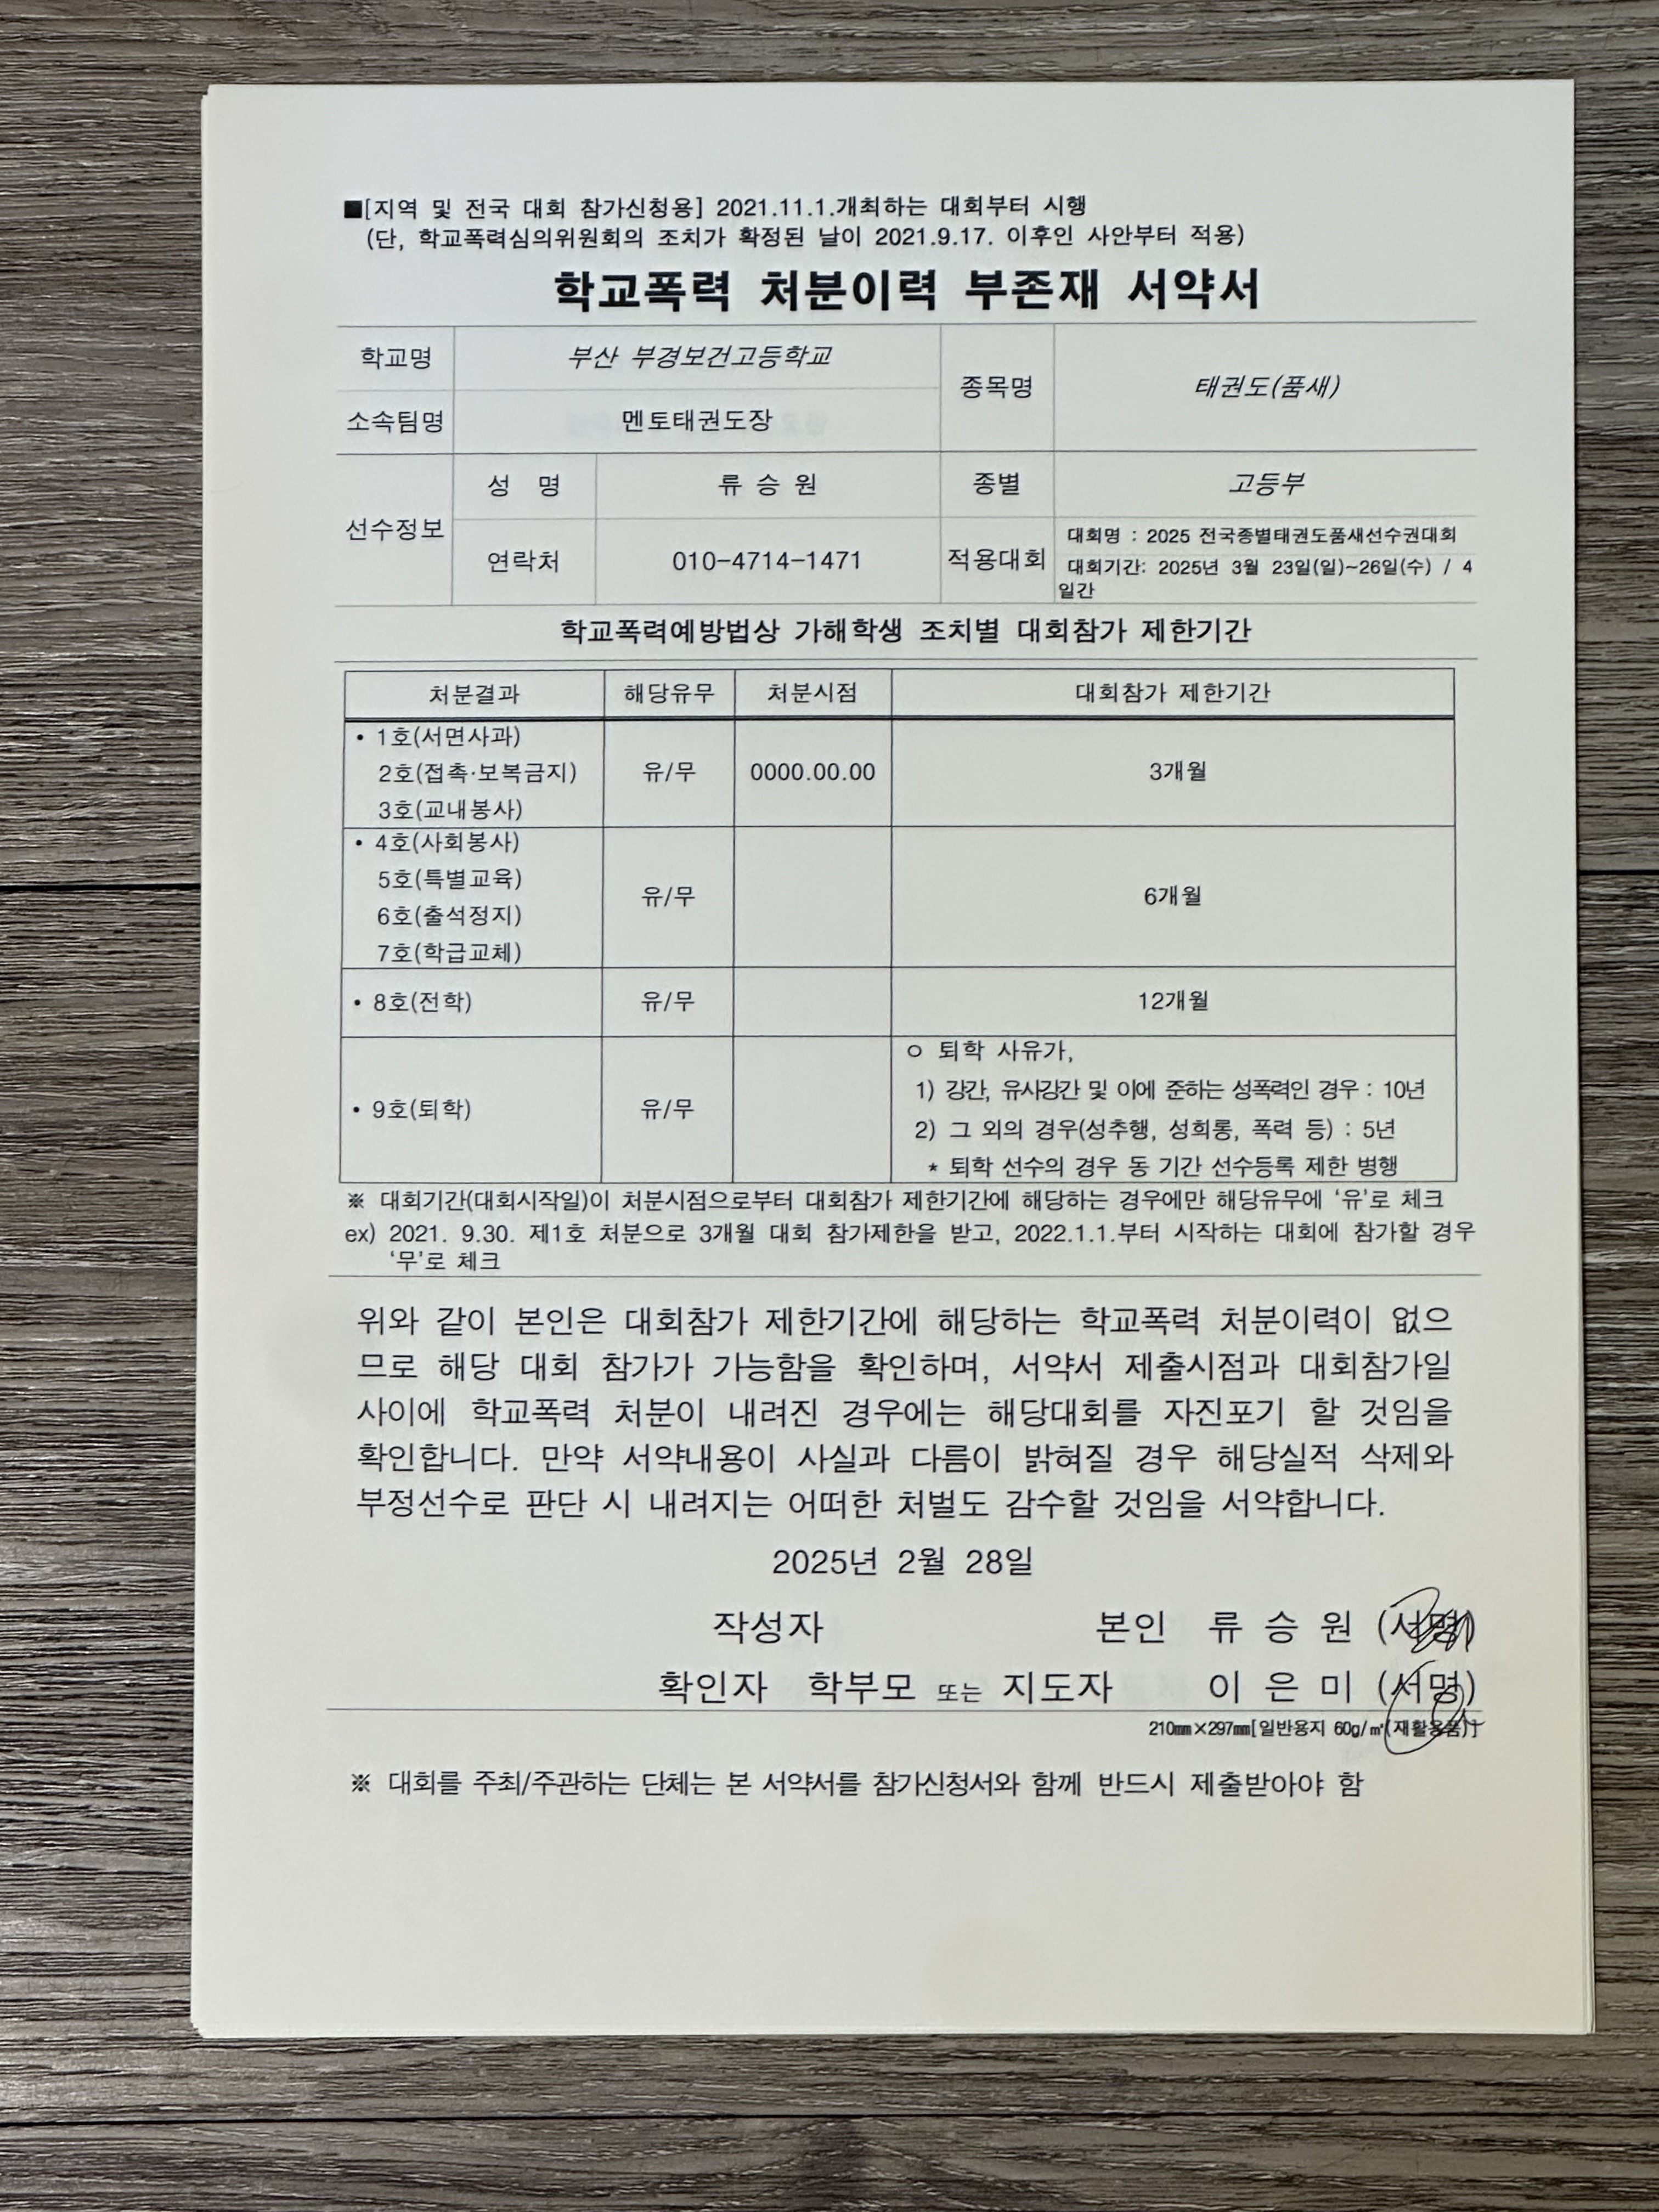 ■[지역 및 전국 대회 참가신청용] 2021.11.1.개최하는 대회부터 시행
(단, 학교폭력심의위원회의 조치가 확정된 날이 2021.9.17. 이후인 사안부터 적용)
학교폭력 처분이력 부존재 서약서
학교명 부산 부경보건고등학교 종목명 태권도(품새)
소속팀명 멘토태권도장
선수정보 성 명 류 승 원 종별 고등부
연락처 010-4714-1471 적용대회 대회명 : 2025 전국종별태권도품새선수권대회
대회기간: 2025년 3월 23일(일)~26일(수) / 4
일간
학교폭력예방법상 가해학생 조치별 대회참가 제한기간
처분결과 해당유무 처분시점 대회참가 제한기간
• 1호(서면사과)
2호(접촉·보복금지) 유/무 0000.00.00 3개월
3호(교내봉사)
• 4호(사회봉사)
5호(특별교육) 유/무 6개월
6호(출석정지)
7호(학급교체)
• 8호(전학) 유/무 12개월
• 9호(퇴학) 유/무 ㅇ 퇴학 사유가,
1) 강간, 유사강간 및 이에 준하는 성폭력인 경우 : 10년
2) 그 외의 경우(성추행, 성희롱, 폭력 등) : 5년
* 퇴학 선수의 경우 동 기간 선수등록 제한 병행
※ 대회기간(대회시작일)이 처분시점으로부터 대회참가 제한기간에 해당하는 경우에만 해당유무에 ‘유’로 체크
ex) 2021. 9.30. 제1호 처분으로 3개월 대회 참가제한을 받고, 2022.1.1.부터 시작하는 대회에 참가할 경우
‘무’로 체크
위와 같이 본인은 대회참가 제한기간에 해당하는 학교폭력 처분이력이 없으
므로 해당 대회 참가가 가능함을 확인하며, 서약서 제출시점과 대회참가일
사이에 학교폭력 처분이 내려진 경우에는 해당대회를 자진포기 할 것임을
확인합니다. 만약 서약내용이 사실과 다름이 밝혀질 경우 해당실적 삭제와
부정선수로 판단 시 내려지는 어떠한 처벌도 감수할 것임을 서약합니다.
2025년 2월 28일
작성자 본인 류 승 원 (서명)
확인자 학부모 또는 지도자 이 은 미 (서명)
210㎜×297㎜[일반용지 60g/㎡(재활용품)]
※ 대회를 주최/주관하는 단체는 본 서약서를 참가신청서와 함께 반드시 제출받아야 함